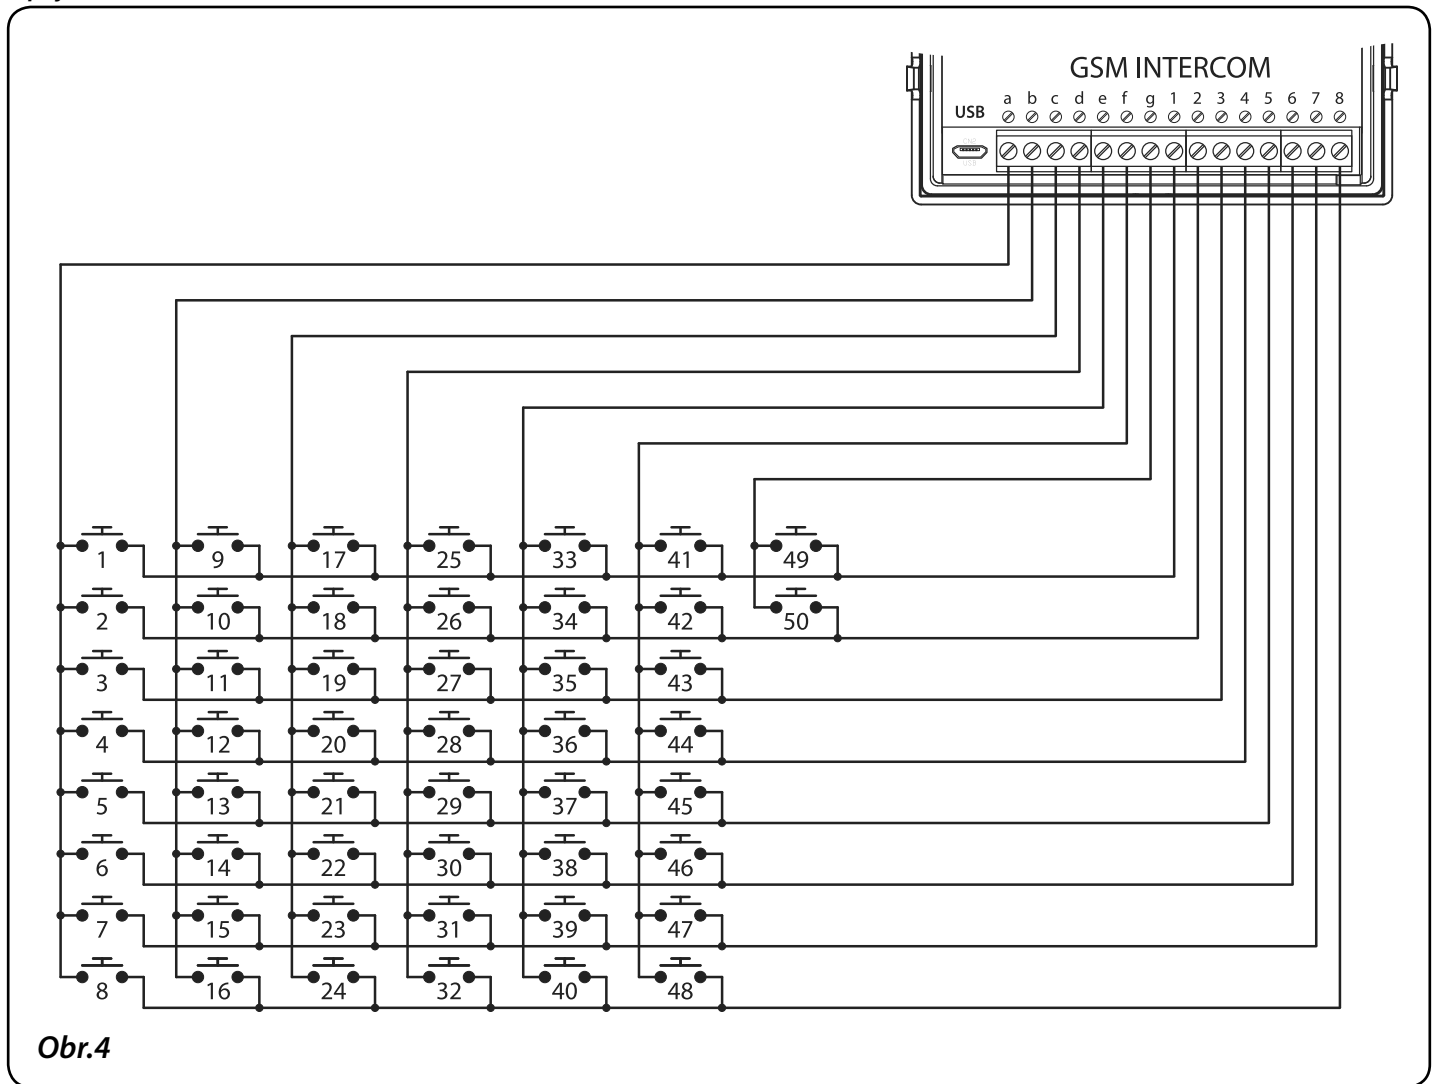 GSM INTERCOM
a b c d e f g 1 2 3 4 5 6 7 8
USB
1 9 17 25 33 41 49
2 10 18 26 34 42 50
3 11 19 27 35 43
4 12 20 28 36 44
5 13 21 29 37 45
6 14 22 30 38 46
7 15 23 31 39 47
8 16 24 32 40 48
Obr.4